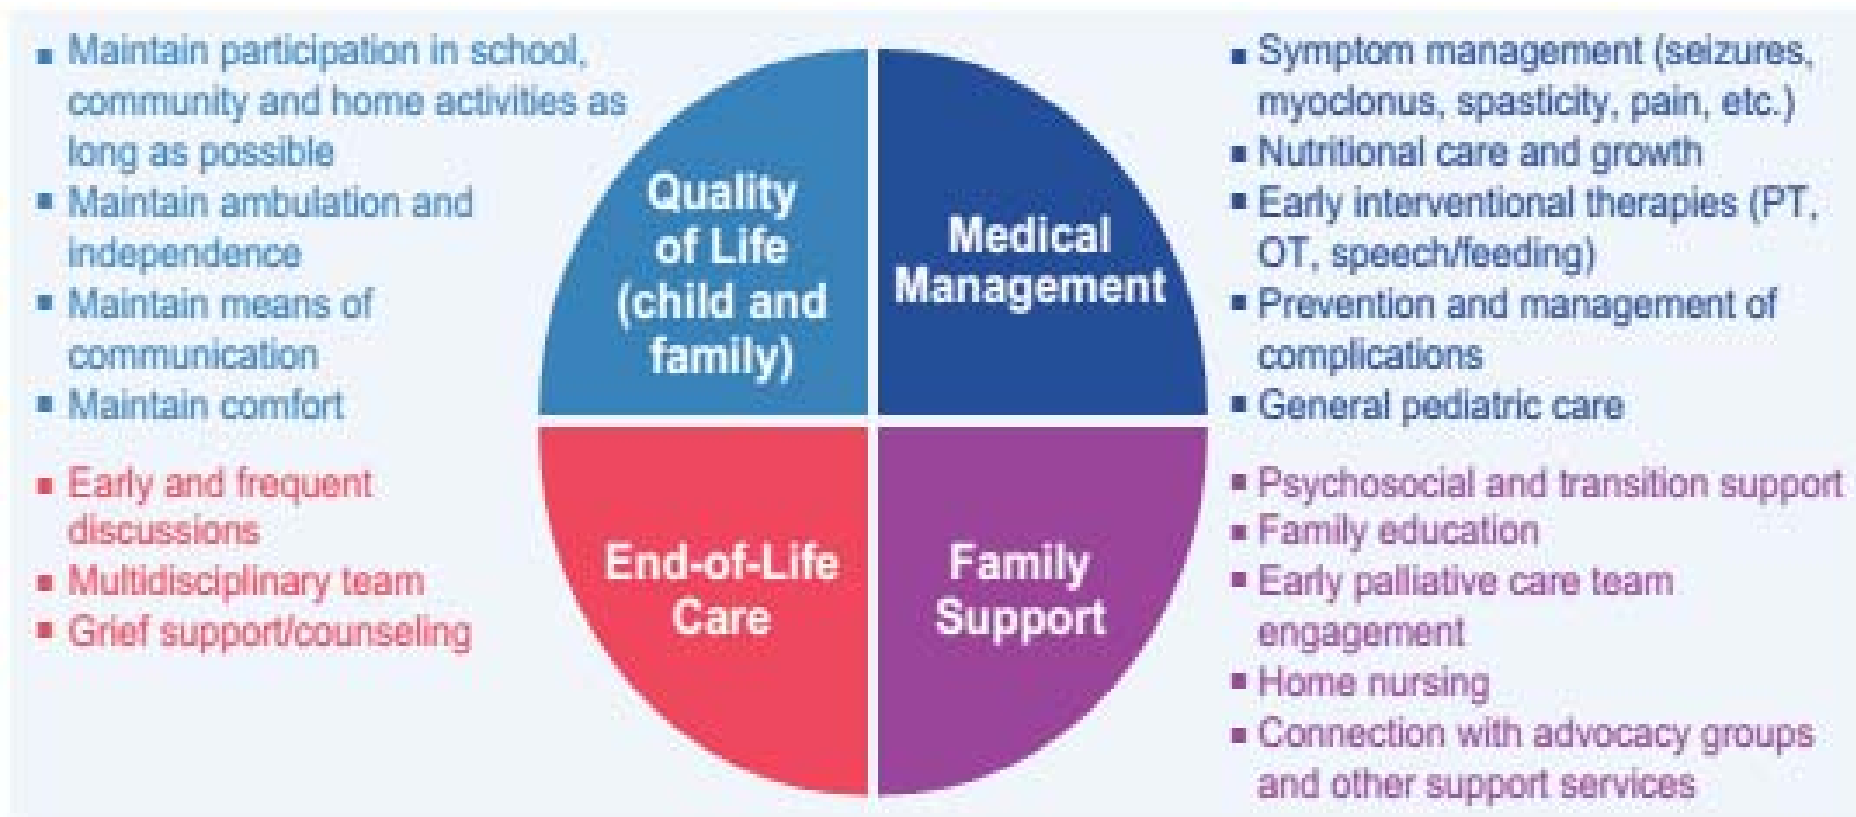 Maintain participation in school,
community and home activities as
long as possible
Maintain ambulation and
independence
Maintain means of
communication
Maintain comfort
Quality
of Life
(child and
family)
Medical
Management
Symptom management (seizures,
myoclonus, spasticity, pain, etc.)
Nutritional care and growth
Early interventional therapies (PT,
OT, speech/feeding)
Prevention and management of
complications
General pediatric care
Early and frequent
discussions
Multidisciplinary team
Grief support/counseling
End-of-Life
Care
Family
Support
Psychosocial and transition support
Family education
Early palliative care team
engagement
Home nursing
Connection with advocacy groups
and other support services